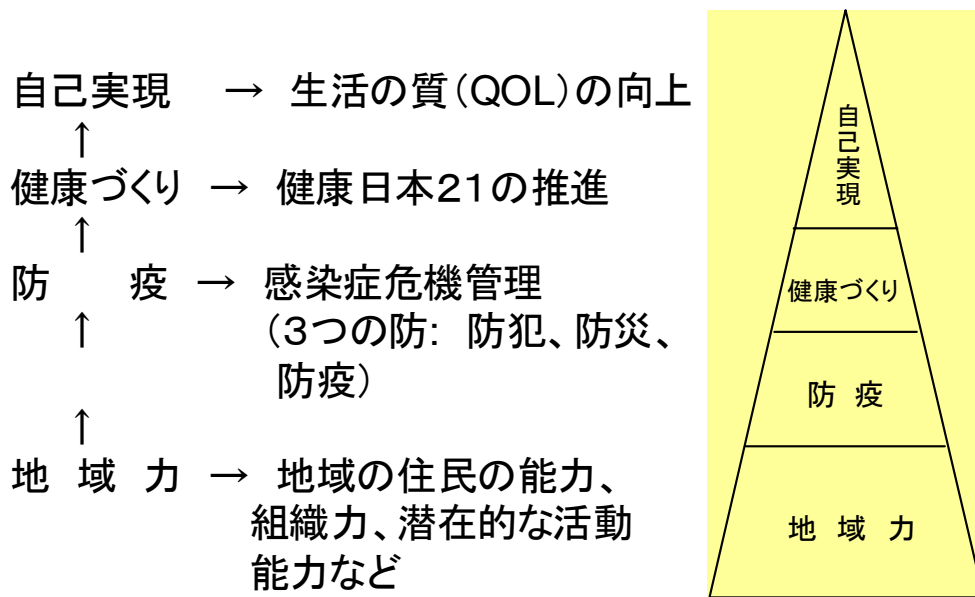 自己実現 → 生活の質(QOL)の向上
↑
健康づくり → 健康日本21の推進
↑
防 疫 → 感染症危機管理
↑ (3つの防: 防犯、防災、
防疫)
↑
地 域 力 → 地域の住民の能力、
組織力、潜在的な活動
能力など
自己実現
健康づくり
防 疫
地 域 力